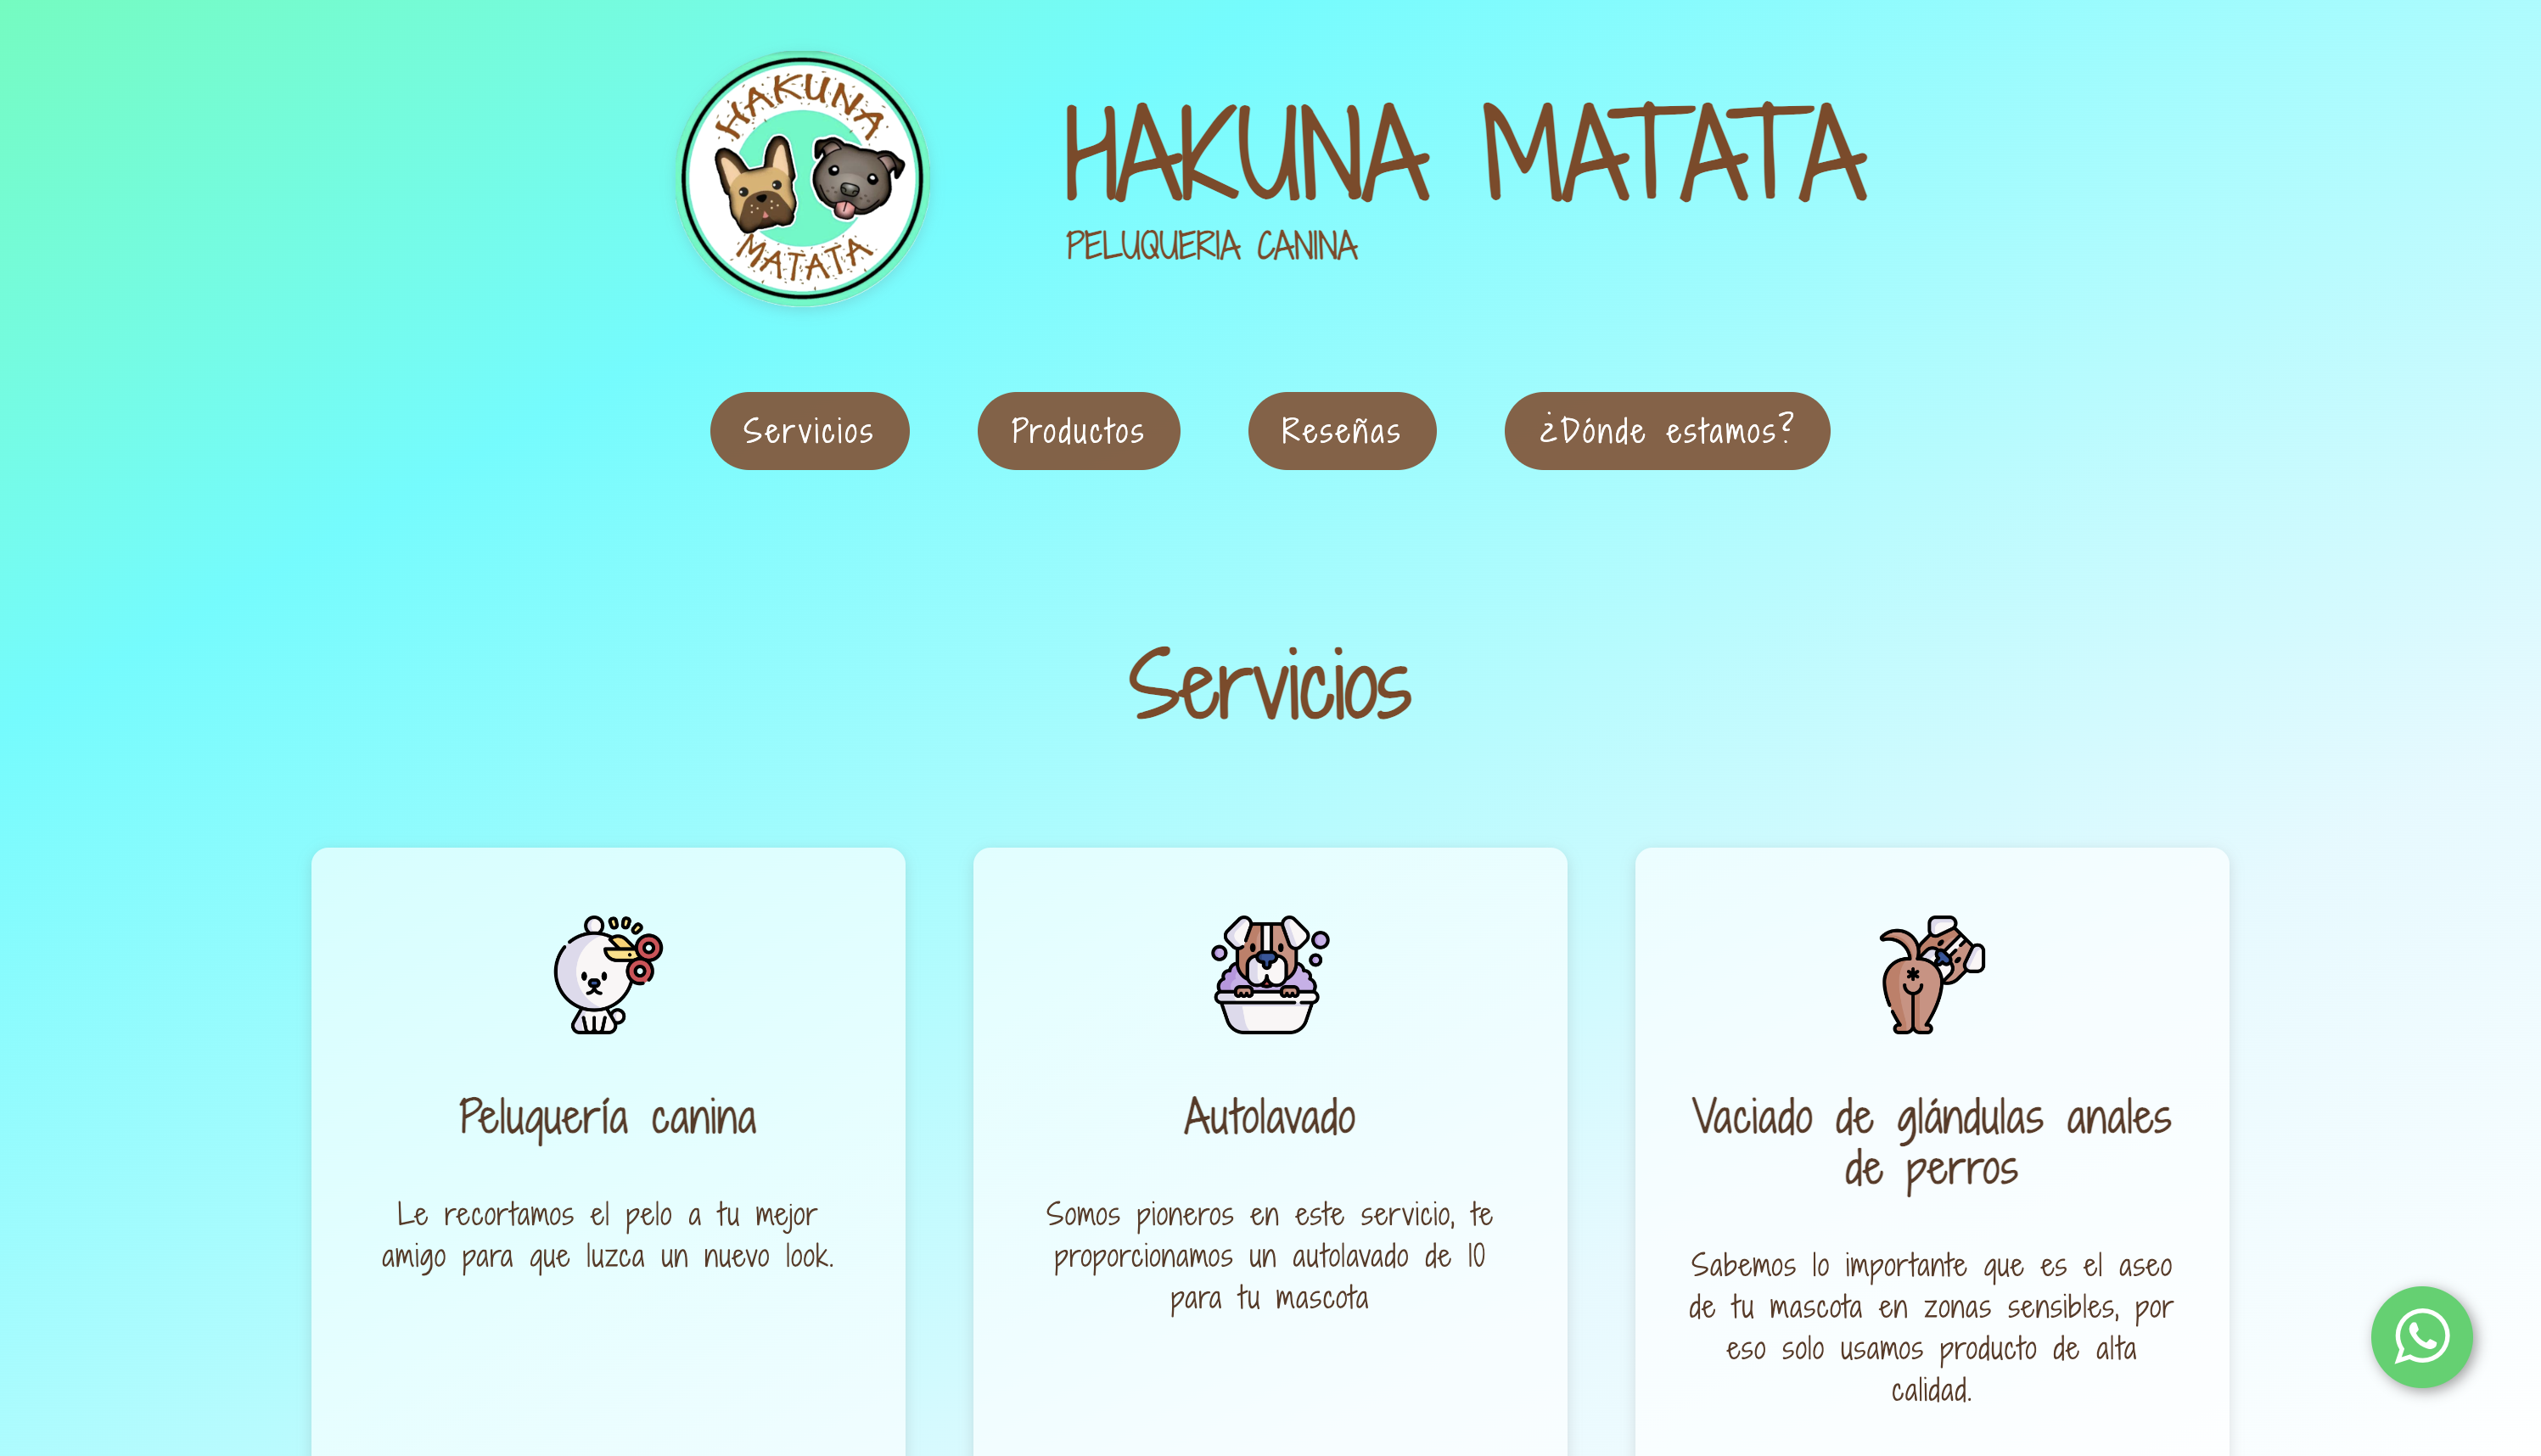 HAKUNA
MATATA
HAKUNA MATATA
PELUQUERIA CANINA
Servicios
Productos
Reseñas
¿Dónde estamos?
Servicios
Peluquería canina
Le recortamos el pelo a tu mejor
amigo para que luzca un nuevo look.
Autolavado
Somos pioneros en este servicio, te
proporcionamos un autolavado de 10
para tu mascota
Vaciado de glándulas anales
de perros
Sabemos lo importante que es el aseo
de tu mascota en zonas sensibles, por
eso solo usamos producto de alta
calidad.